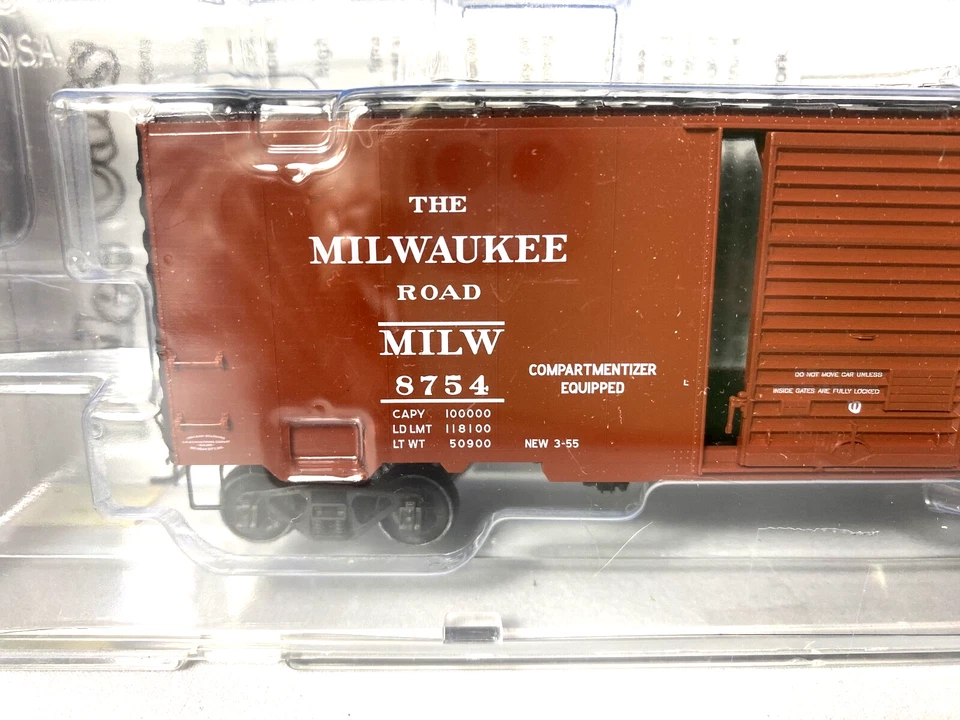 U.S.A.
THE
MILWAUKEE
ROAD
MILW
8754
CAPY 100000
LD LMT 118100
LT WT 50900 NEW 3-55
COMPARTMENTIZER
EQUIPPED
L
DO NOT MOVE CAR UNLESS
INSIDE GATES ARE FULLY LOCKED